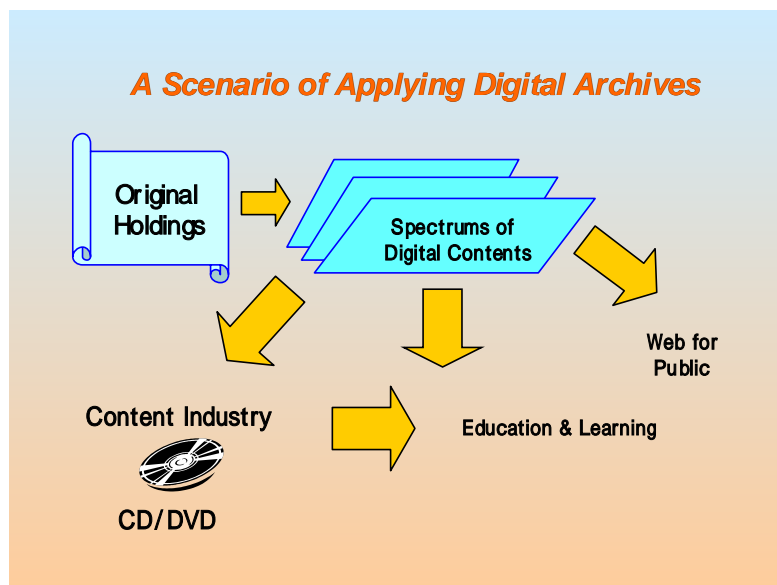 A Scenario of Applying Digital Archives
Original
Holdings
Spectrums of
Digital Contents
Web for
Public
Content Industry
Education & Learning
CD/DVD